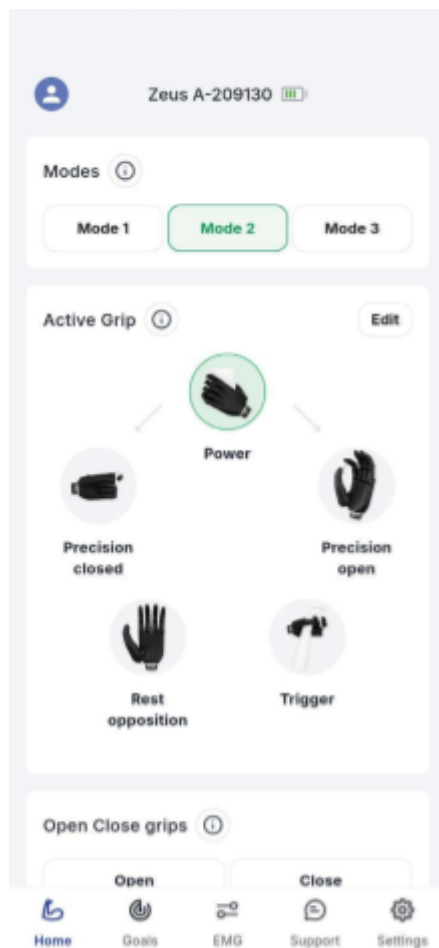 Zeus A-209130
Modes
Mode 1 Mode 2 Mode 3
Active Grip Edit
Power
Precision
closed
Precision
open
Rest
opposition
Trigger
Open Close grips
Open Close
Home Goals EMG Support Settings